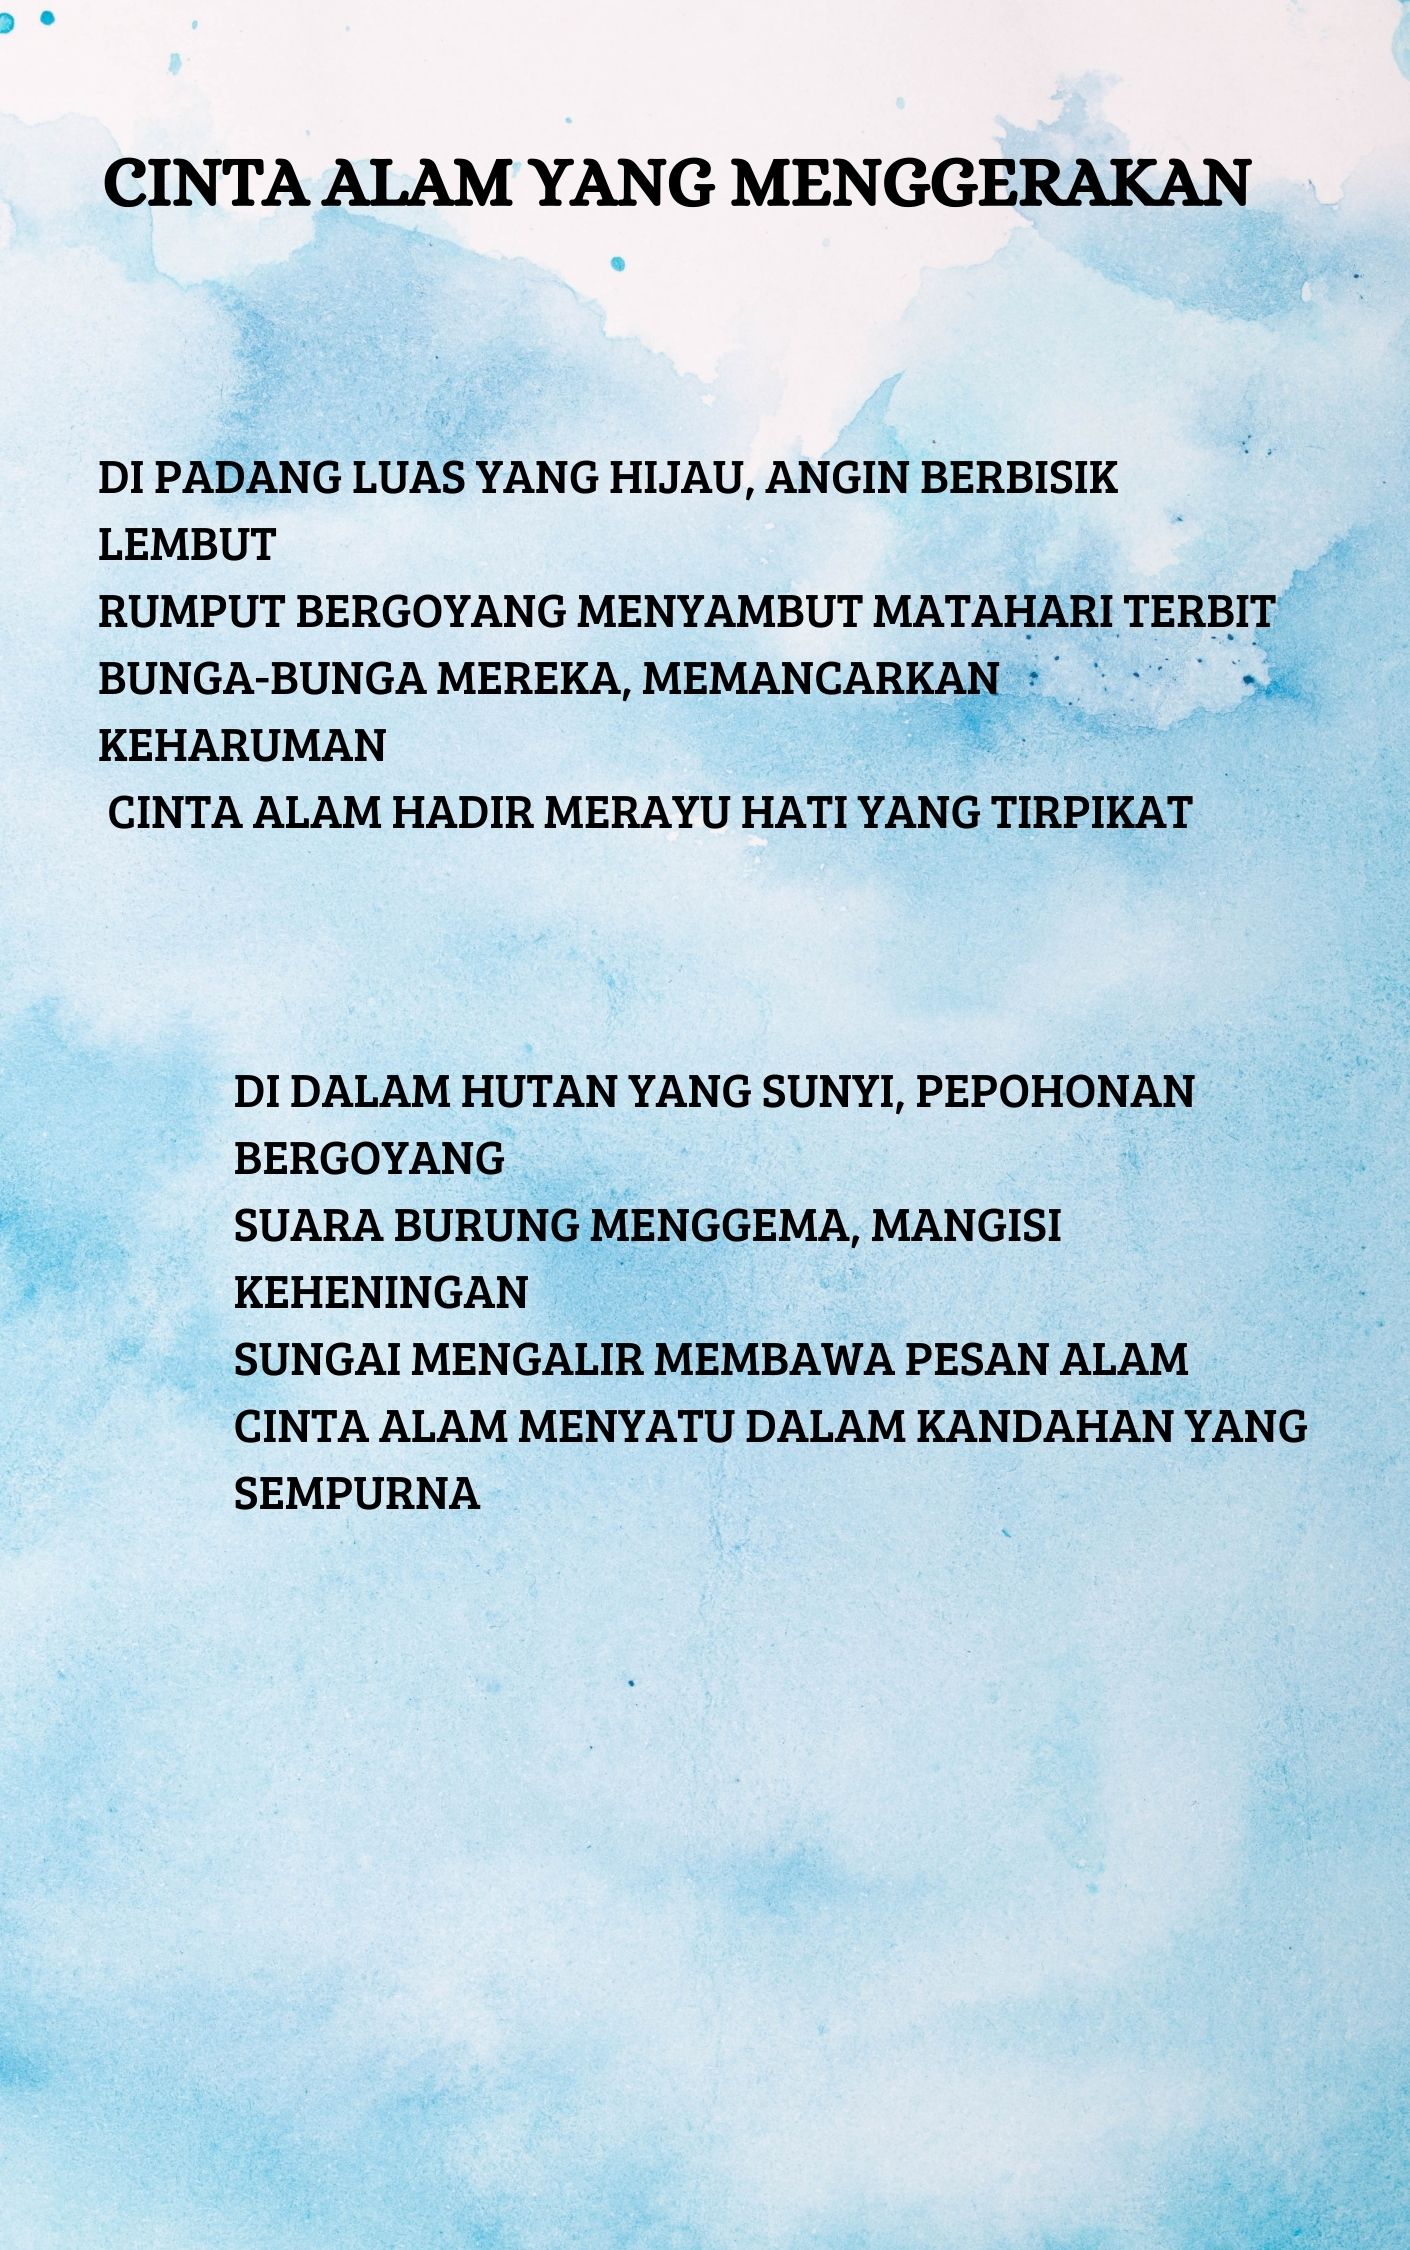 CINTA ALAM YANG MENGGERAKAN
DI PADANG LUAS YANG HIJAU, ANGIN BERBISIK
LEMBUT
RUMPUT BERGOYANG MENYAMBUT MATAHARI TERBIT
BUNGA-BUNGA MEREKA, MEMANCARKAN
KEHARUMAN
CINTA ALAM HADIR MERAYU HATI YANG TIRPIKAT
DI DALAM HUTAN YANG SUNYI, PEPOHONAN
BERGOYANG
SUARA BURUNG MENGGEMA, MANGISI
KEHENINGAN
SUNGAI MENGALIR MEMBAWA PESAN ALAM
CINTA ALAM MENYATU DALAM KANDAHAN YANG
SEMPURNA